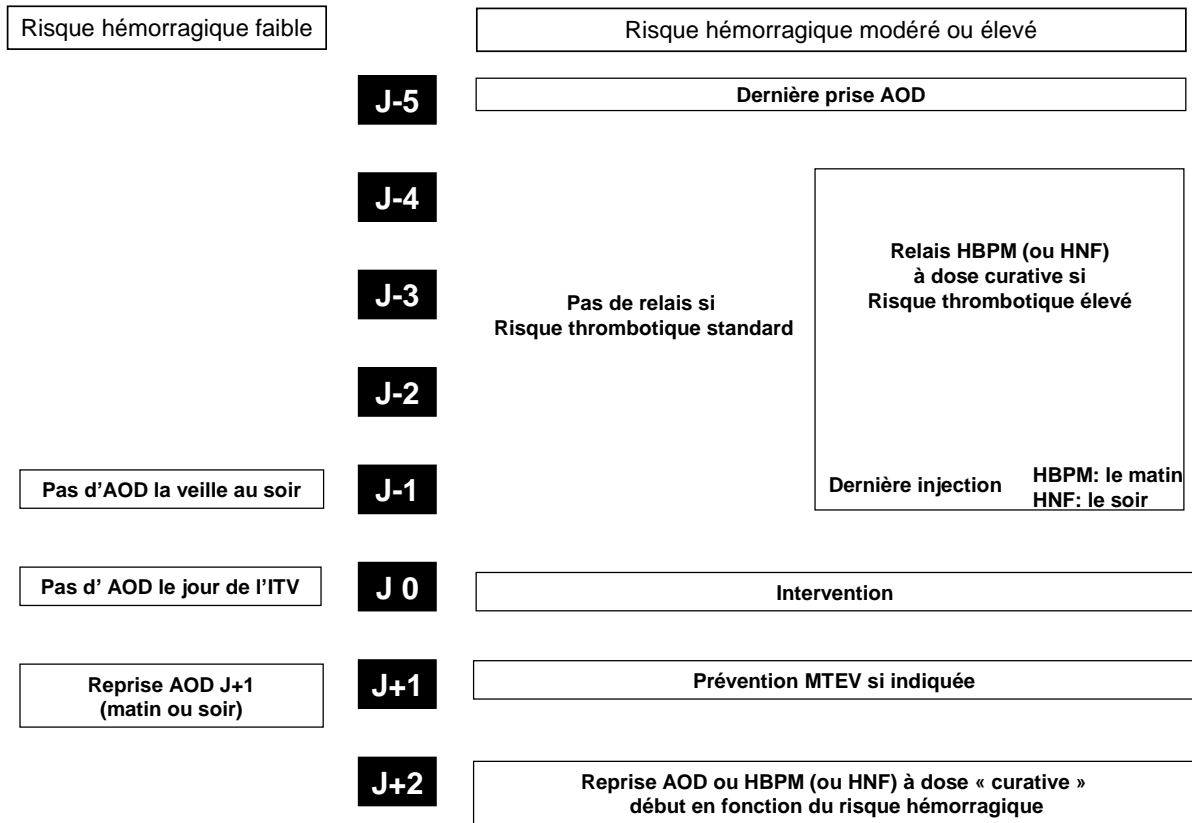 Risque hémorragique faible
Risque hémorragique modéré ou élevé
J-5
Dernière prise AOD
J-4
J-3
J-2
Pas de relais si
Risque thrombotique standard
Relais HBPM (ou HNF)
à dose curative si
Risque thrombotique élevé
Pas d'AOD la veille au soir
J-1
Dernière injection
HBPM: le matin
HNF: le soir
Pas d' AOD le jour de l'ITV
J 0
Intervention
Reprise AOD J+1
(matin ou soir)
J+1
Prévention MTEV si indiquée
J+2
Reprise AOD ou HBPM (ou HNF) à dose « curative »
début en fonction du risque hémorragique